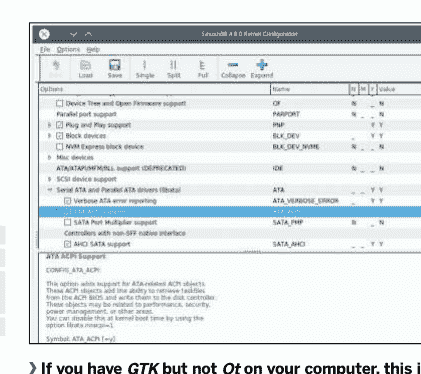 Linux/x86 4.8.0 Kernel Configuration
File Options Help
Load Save Single Split Full Collapse Expand
Options Name N M Y Value
Device Tree and Open Firmware support OF N _ N
Parallel port support PARPORT N _ N
Plug and Play support PNP Y Y
Block devices BLK_DEV Y Y
NVM Express block device BLK_DEV_NVME N _ N
Misc devices
ATA/ATAPI/MFM/RLL support (DEPRECATED) IDE N _ N
SCSI device support
Serial ATA and Parallel ATA drivers (libata) ATA _ _ Y Y
Verbose ATA error reporting ATA_VERBOSE_ERROR _ Y Y
SATA Port Multiplier support SATA_PMP N _ N
Controllers with non-SFF native interface
AHCI SATA support SATA_AHCI _ _ Y Y
ATA ACPI Support
CONFIG_ATA_ACPI:
This option adds support for ATA-related ACPI objects.
These ACPI objects add the ability to retrieve taskfiles
from the ACPI BIOS and write them to the disk controller.
These objects may be related to performance, security,
power management, or other areas.
You can disable this at kernel boot time by using the
option libata.noacpi=1
Symbol: ATA_ACPI [=y]
❯ If you have GTK but not Qt on your computer, this i